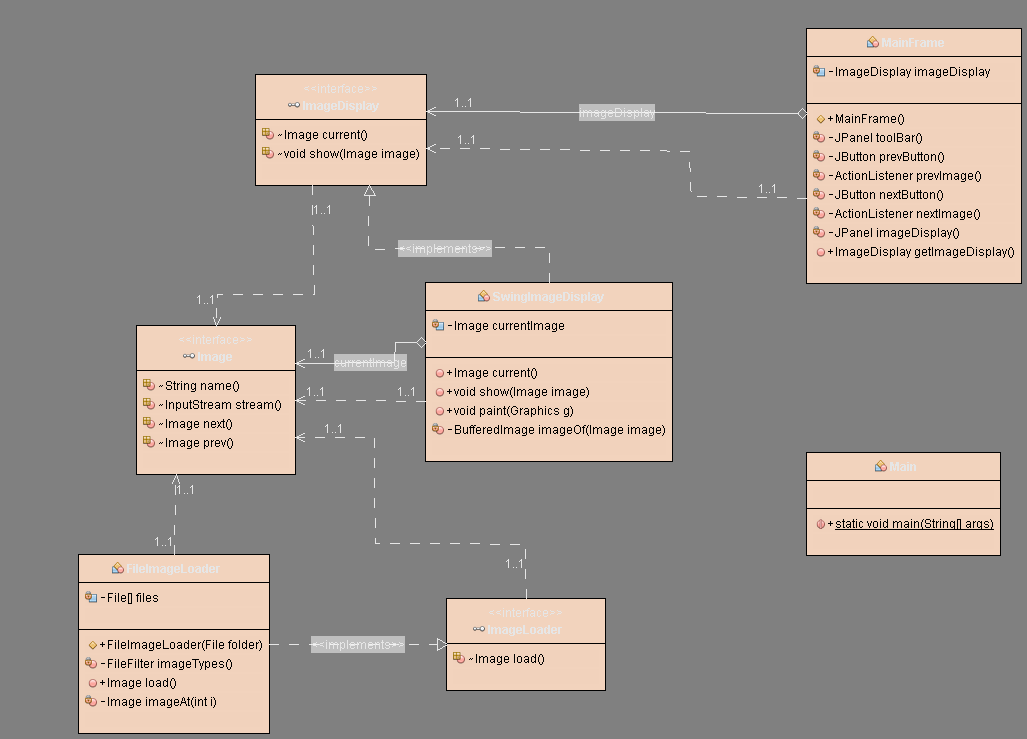 <<interface>>
ImageDisplay
~Image current()
~void show(Image image)
MainFrame
-ImageDisplay imageDisplay
+MainFrame()
-JPanel toolBar()
-JButton prevButton()
-ActionListener prevImage()
-JButton nextButton()
-ActionListener nextImage()
-JPanel imageDisplay()
+ImageDisplay getImageDisplay()
1..1
imageDisplay
1..1
1..1
1..1
1..1
<<implements>>
SwingImageDisplay
-Image currentImage
+Image current()
+void show(Image image)
+void paint(Graphics g)
-BufferedImage imageOf(Image image)
<<interface>>
Image
~String name()
~InputStream stream()
~Image next()
~Image prev()
1..1
currentImage
1..1
1..1
1..1
1..1
1..1
1..1
Main
+static void main(String[] args)
FileImageLoader
-File[] files
+FileImageLoader(File folder)
-FileFilter imageTypes()
+Image load()
-Image imageAt(int i)
<<implements>>
<<interface>>
ImageLoader
~Image load()